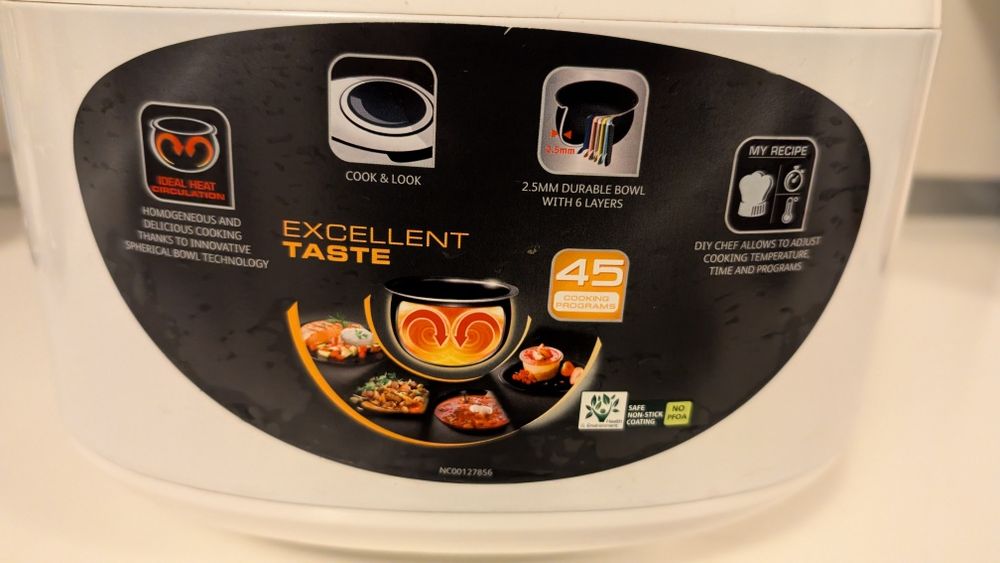 IDEAL HEAT
CIRCULATION
HOMOGENEOUS AND
DELICIOUS COOKING
THANKS TO INNOVATIVE
SPHERICAL BOWL TECHNOLOGY
COOK & LOOK
2.5mm
2.5MM DURABLE BOWL
WITH 6 LAYERS
MY RECIPE
DIY CHEF ALLOWS TO ADJUST
COOKING TEMPERATURE,
TIME AND PROGRAMS
EXCELLENT
TASTE
45
COOKING
PROGRAMS
Health
& Environment
SAFE
NON-STICK
COATING
NO
PFOA
NC00127856